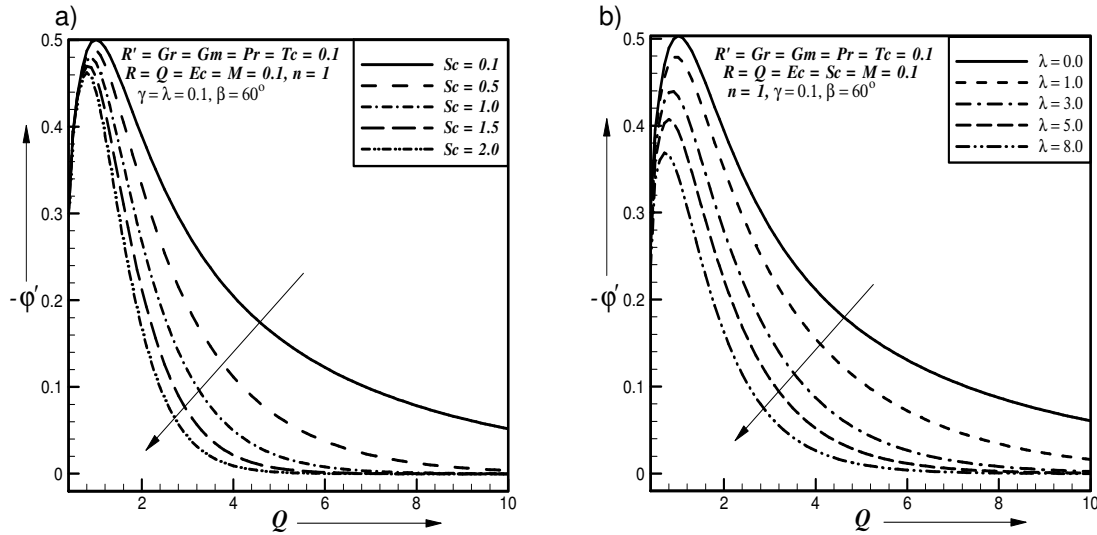 a)
R' = Gr = Gm = Pr = Tc = 0.1
R = Q = Ec = M = 0.1, n = 1
γ = λ = 0.1, β = 60°
Sc = 0.1
Sc = 0.5
Sc = 1.0
Sc = 1.5
Sc = 2.0
0.5
0.4
0.3
0.2
0.1
0
-φ'
2
4
6
8
10
Q
b)
R' = Gr = Gm = Pr = Tc = 0.1
R = Q = Ec = Sc = M = 0.1
n = 1, γ = 0.1, β = 60°
λ = 0.0
λ = 1.0
λ = 3.0
λ = 5.0
λ = 8.0
0.5
0.4
0.3
0.2
0.1
0
-φ'
2
4
6
8
10
Q